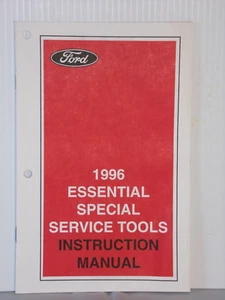 Ford
1996
ESSENTIAL
SPECIAL
SERVICE TOOLS
INSTRUCTION
MANUAL